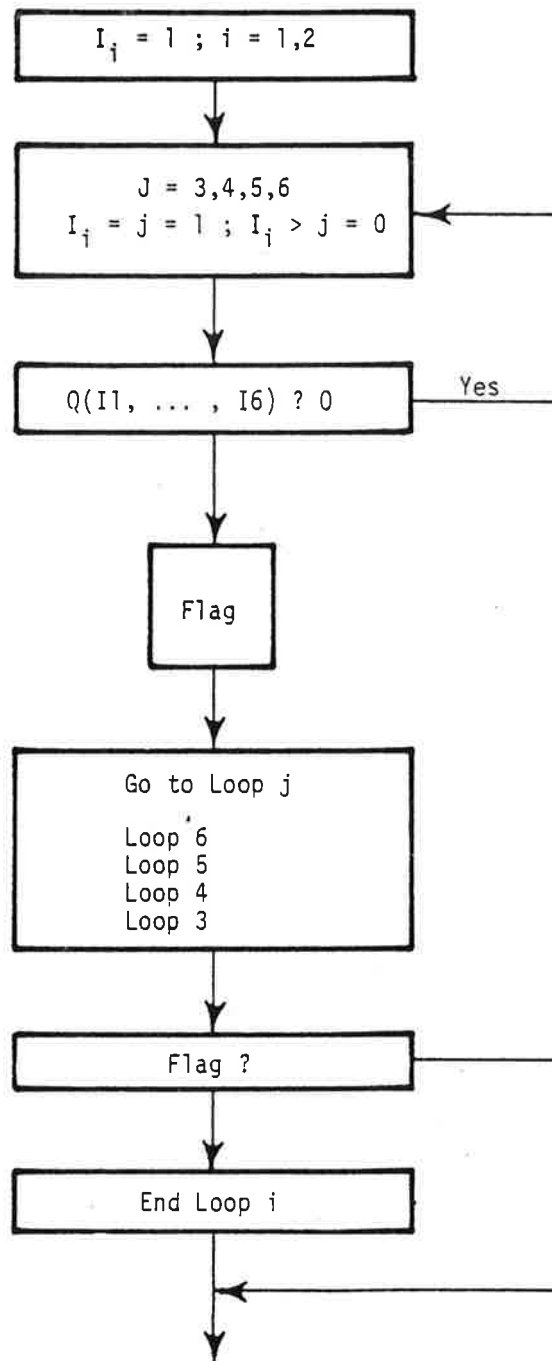 I_i = 1 ; i = 1,2
J = 3,4,5,6
I_i = j = 1 ; I_i > j = 0
Q(I1, ... , I6) ? 0
Yes
Flag
Go to Loop j
Loop 6
Loop 5
Loop 4
Loop 3
Flag ?
End Loop i